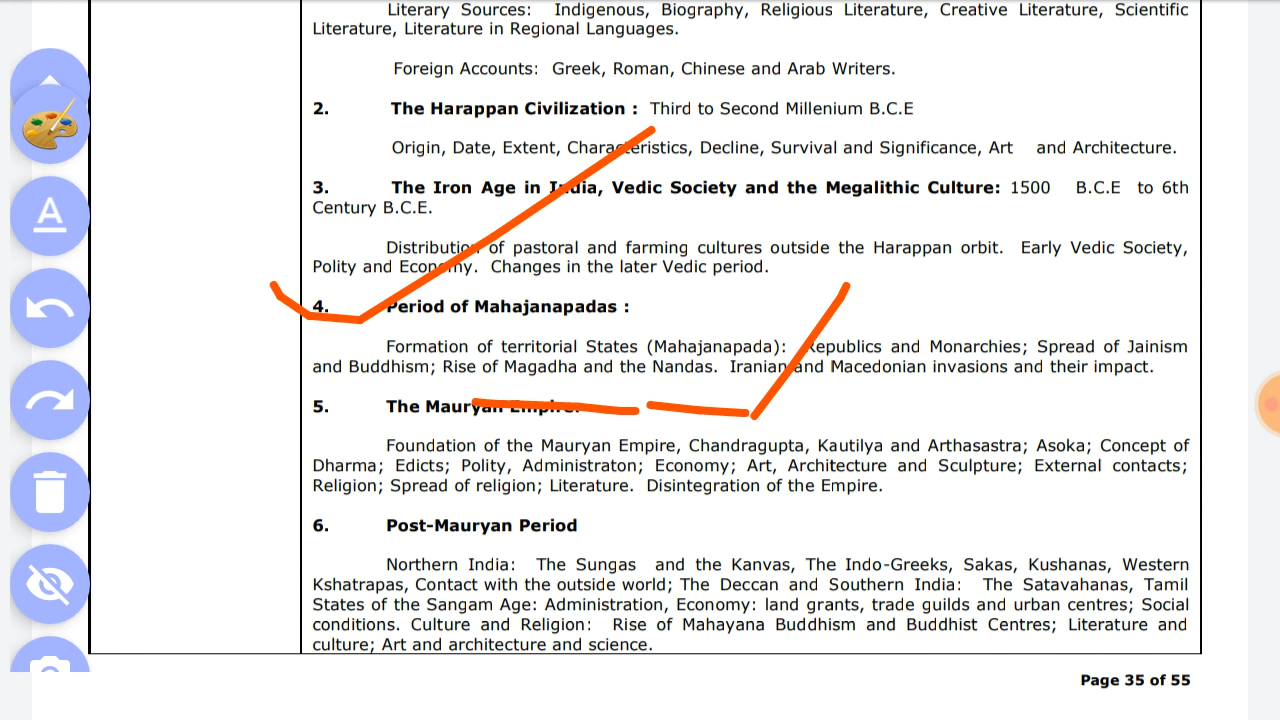 Literary Sources: Indigenous, Biography, Religious Literature, Creative Literature, Scientific
Literature, Literature in Regional Languages.
Foreign Accounts: Greek, Roman, Chinese and Arab Writers.
2. The Harappan Civilization : Third to Second Millenium B.C.E
Origin, Date, Extent, Characteristics, Decline, Survival and Significance, Art and Architecture.
3. The Iron Age in India, Vedic Society and the Megalithic Culture: 1500 B.C.E to 6th
Century B.C.E.
Distribution of pastoral and farming cultures outside the Harappan orbit. Early Vedic Society,
Polity and Economy. Changes in the later Vedic period.
4. Period of Mahajanapadas :
Formation of territorial States (Mahajanapada): Republics and Monarchies; Spread of Jainism
and Buddhism; Rise of Magadha and the Nandas. Iranian and Macedonian invasions and their impact.
5. The Mauryan Empire:
Foundation of the Mauryan Empire, Chandragupta, Kautilya and Arthasastra; Asoka; Concept of
Dharma; Edicts; Polity, Administraton; Economy; Art, Architecture and Sculpture; External contacts;
Religion; Spread of religion; Literature. Disintegration of the Empire.
6. Post-Mauryan Period
Northern India: The Sungas and the Kanvas, The Indo-Greeks, Sakas, Kushanas, Western
Kshatrapas, Contact with the outside world; The Deccan and Southern India: The Satavahanas, Tamil
States of the Sangam Age: Administration, Economy: land grants, trade guilds and urban centres; Social
conditions. Culture and Religion: Rise of Mahayana Buddhism and Buddhist Centres; Literature and
culture; Art and architecture and science.
Page 35 of 55
A